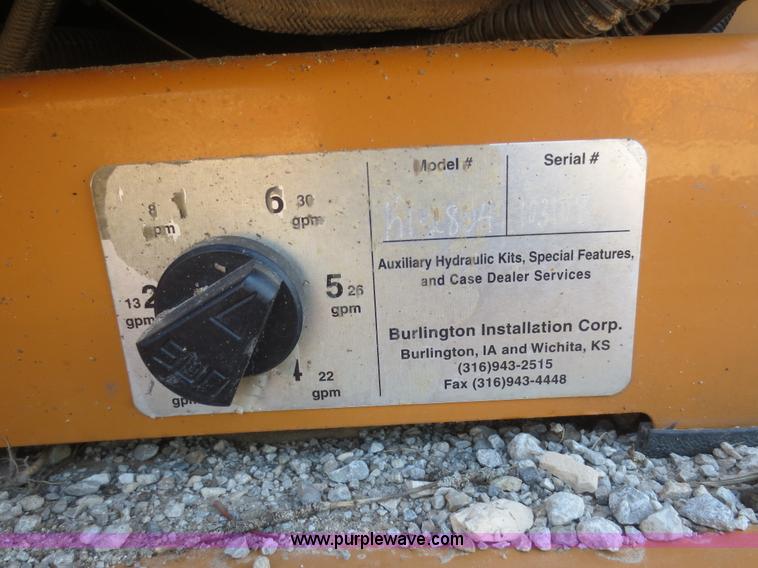 Model #
Serial #
8 1
6 30
gpm
13 2
gpm
5 26
gpm
4 22
gpm
Auxiliary Hydraulic Kits, Special Features,
and Case Dealer Services
Burlington Installation Corp.
Burlington, IA and Wichita, KS
(316)943-2515
Fax (316)943-4448
www.purplewave.com